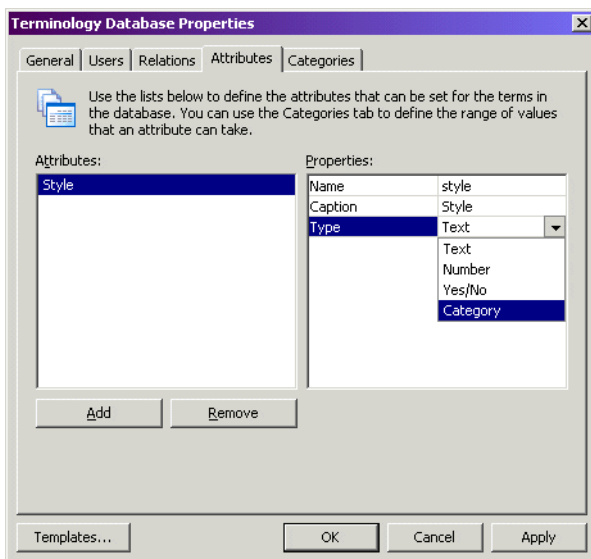 Terminology Database Properties
General Users Relations Attributes Categories
Use the lists below to define the attributes that can be set for the terms in
the database. You can use the Categories tab to define the range of values
that an attribute can take.
Attributes:
Style
Properties:
Name style
Caption Style
Type Text
Text
Number
Yes/No
Category
Add Remove
Templates... OK Cancel Apply